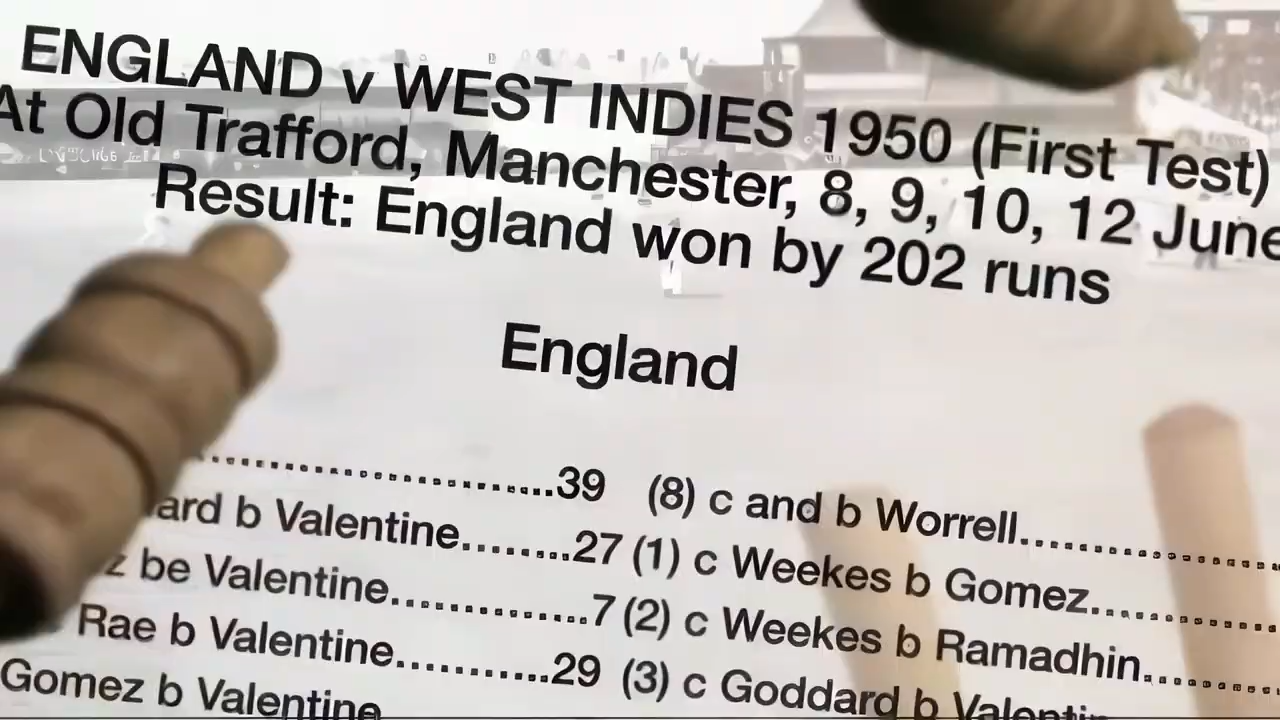 ENGLAND v WEST INDIES 1950 (First Test)
At Old Trafford, Manchester, 8, 9, 10, 12 June
Result: England won by 202 runs
England
..............................39 (8) c and b Worrell..............................
ard b Valentine........27 (1) c Weekes b Gomez....................
z be Valentine..............7 (2) c Weekes b Ramadhin...............
Rae b Valentine..........29 (3) c Goddard b Valenti
Gomez b Valentine